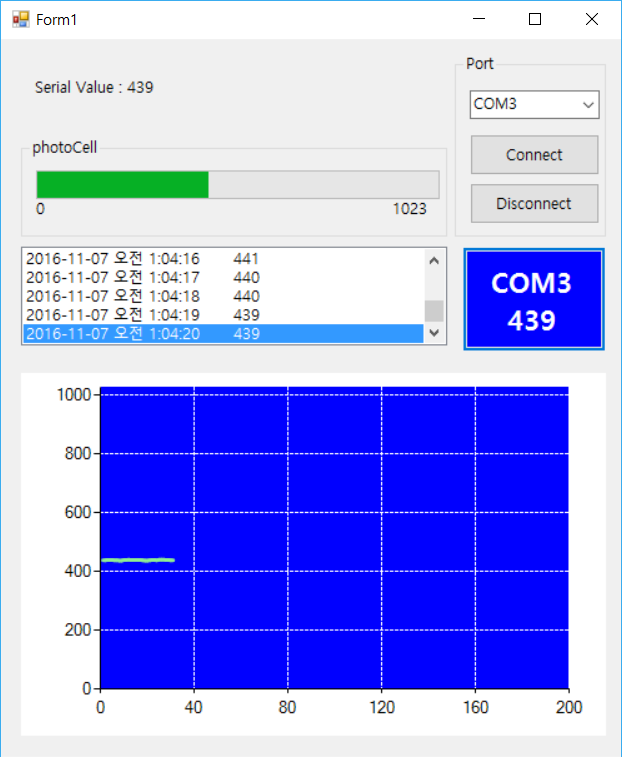 Form1
Serial Value : 439
Port
COM3
Connect
Disconnect
photoCell
0 1023
2016-11-07 오전 1:04:16 441
2016-11-07 오전 1:04:17 440
2016-11-07 오전 1:04:18 440
2016-11-07 오전 1:04:19 439
2016-11-07 오전 1:04:20 439
COM3
439
1000
800
600
400
200
0
0 40 80 120 160 200